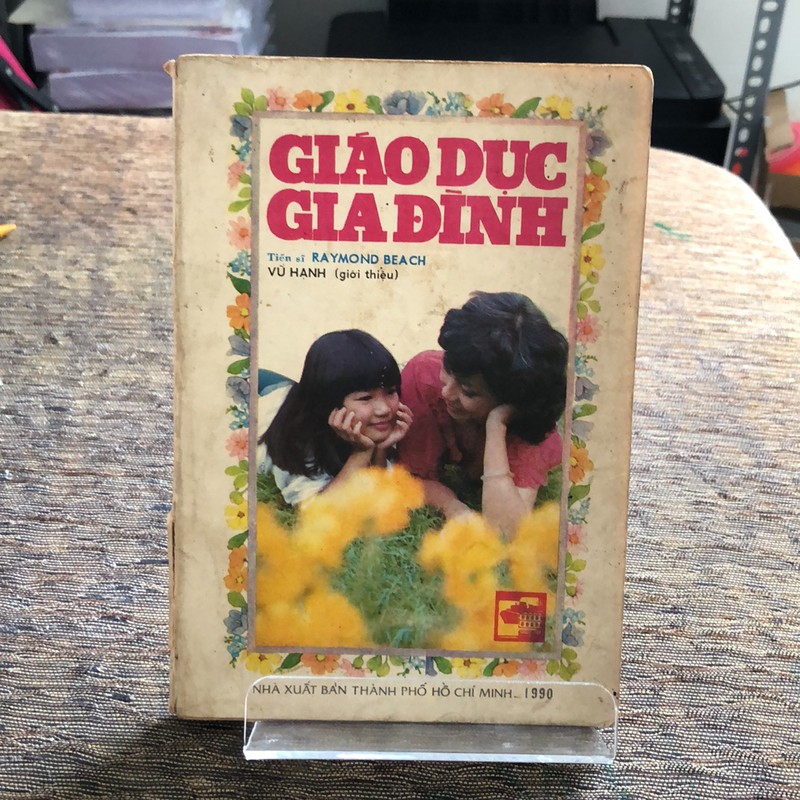 GIÁO DỤC
GIA ĐÌNH
Tiến sĩ RAYMOND BEACH
VŨ HẠNH (giới thiệu)
NHÀ XUẤT BẢN THÀNH PHỐ HỒ CHÍ MINH_ 1990